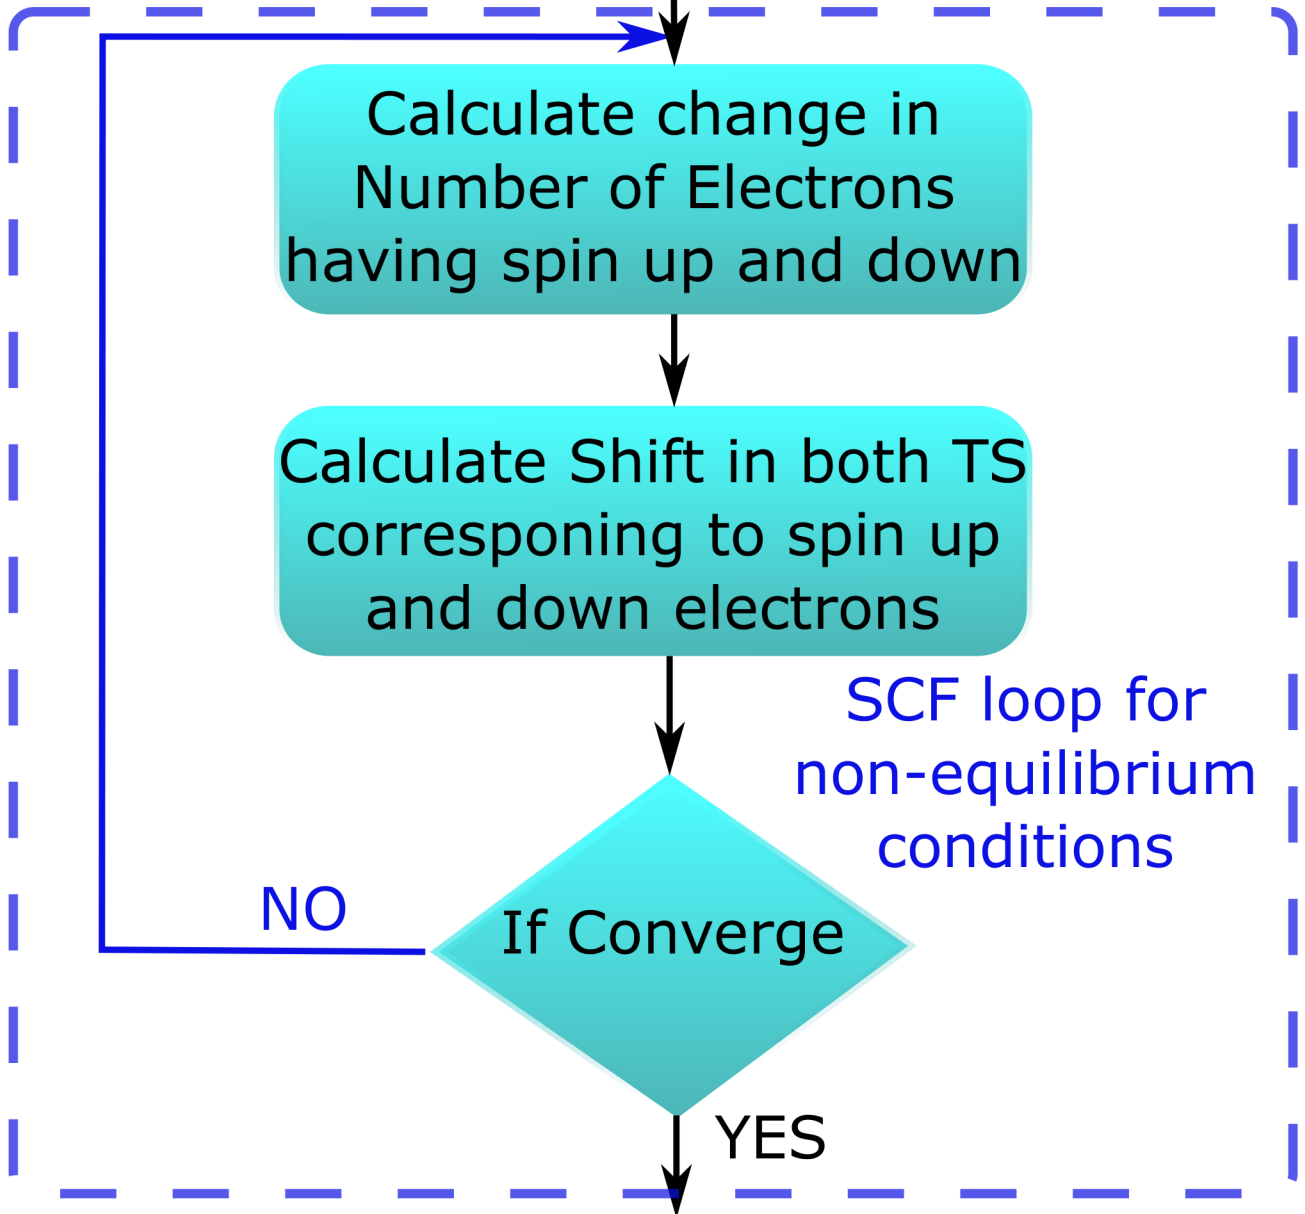 Calculate change in
Number of Electrons
having spin up and down
Calculate Shift in both TS
corresponing to spin up
and down electrons
SCF loop for
non-equilibrium
conditions
NO
If Converge
YES